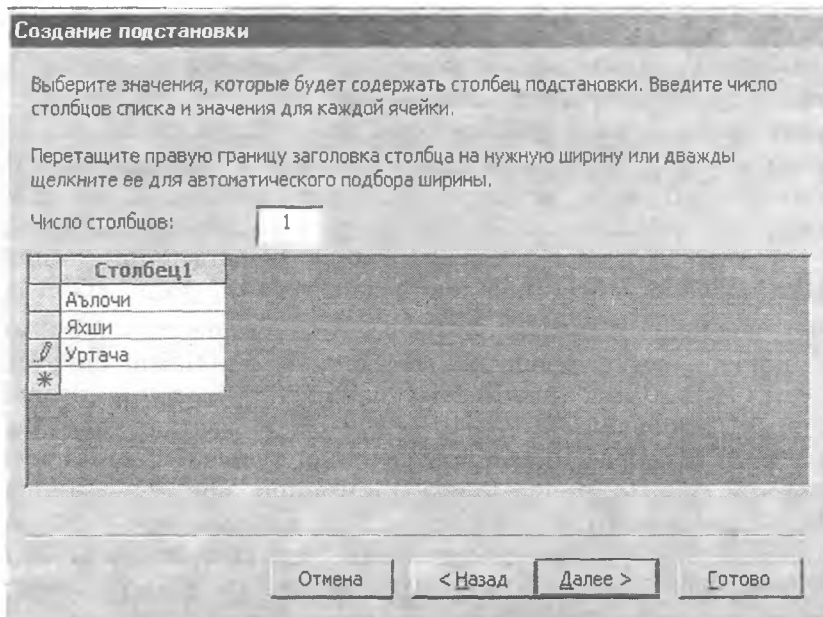 Создание подстановки
Выберите значения, которые будет содержать столбец подстановки. Введите число
столбцов списка и значения для каждой ячейки.
Перетащите правую границу заголовка столбца на нужную ширину или дважды
щелкните ее для автоматического подбора ширины.
Число столбцов: 1
Столбец1
Аълочи
Яхши
Уртача
Отмена < Назад Далее > Готово